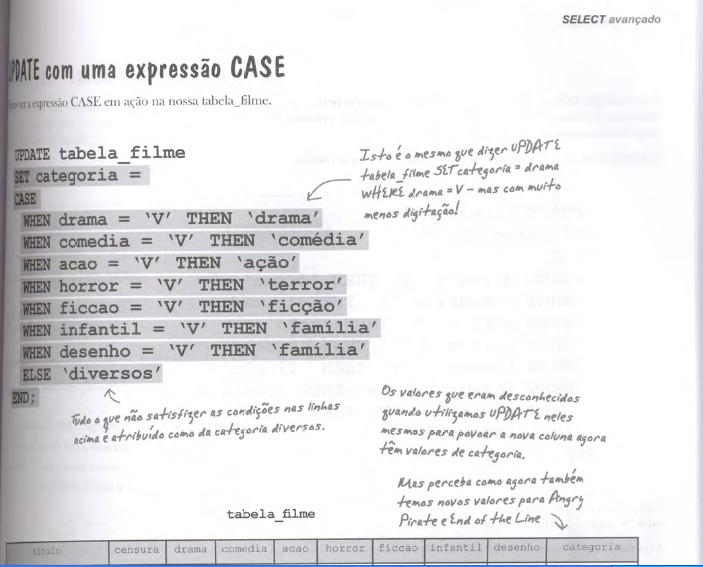 SELECT avançado
UPDATE com uma expressão CASE
ver a expressão CASE em ação na nossa tabela_filme.
UPDATE tabela_filme
SET categoria =
CASE
WHEN drama = 'V' THEN 'drama'
WHEN comedia = 'V' THEN 'comédia'
WHEN acao = 'V' THEN 'ação'
WHEN horror = 'V' THEN 'terror'
WHEN ficcao = 'V' THEN 'ficção'
WHEN infantil = 'V' THEN 'família'
WHEN desenho = 'V' THEN 'família'
ELSE 'diversos'
END;
Isto é o mesmo que dizer UPDATE
tabela_filme SET categoria = drama
WHERE drama = V – mas com muito
menos digitação!
Tudo o que não satisfizer as condições nas linhas
acima é atribuído como da categoria diversos.
Os valores que eram desconhecidos
quando utilizamos UPDATE neles
mesmos para povoar a nova coluna agora
têm valores de categoria.
Mas perceba como agora também
temos novos valores para Angry
Pirate e End of the Line
tabela_filme
titulo censura drama comedia acao horror ficcao infantil desenho categoria